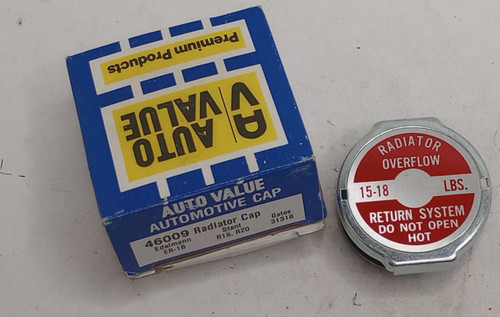 Premium Products
AV AUTO VALUE
AUTO VALUE
AUTOMOTIVE CAP
46009 Radiator Cap
Edelmann Stant Gates
ER-16 R16, R20 31316
RADIATOR
OVERFLOW
15-18 LBS.
RETURN SYSTEM
DO NOT OPEN
HOT